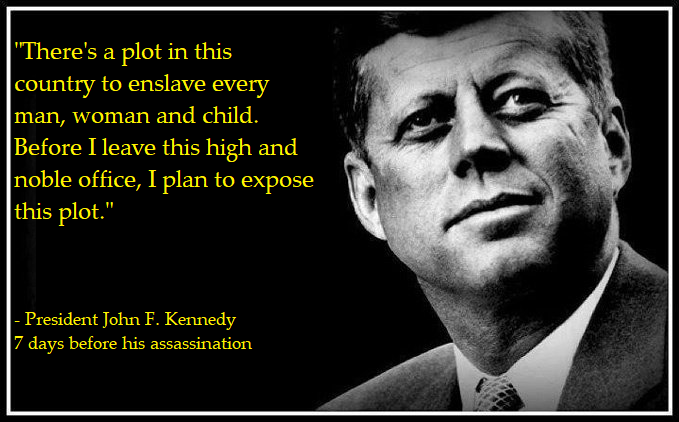 "There's a plot in this
country to enslave every
man, woman and child.
Before I leave this high and
noble office, I plan to expose
this plot."
- President John F. Kennedy
7 days before his assassination